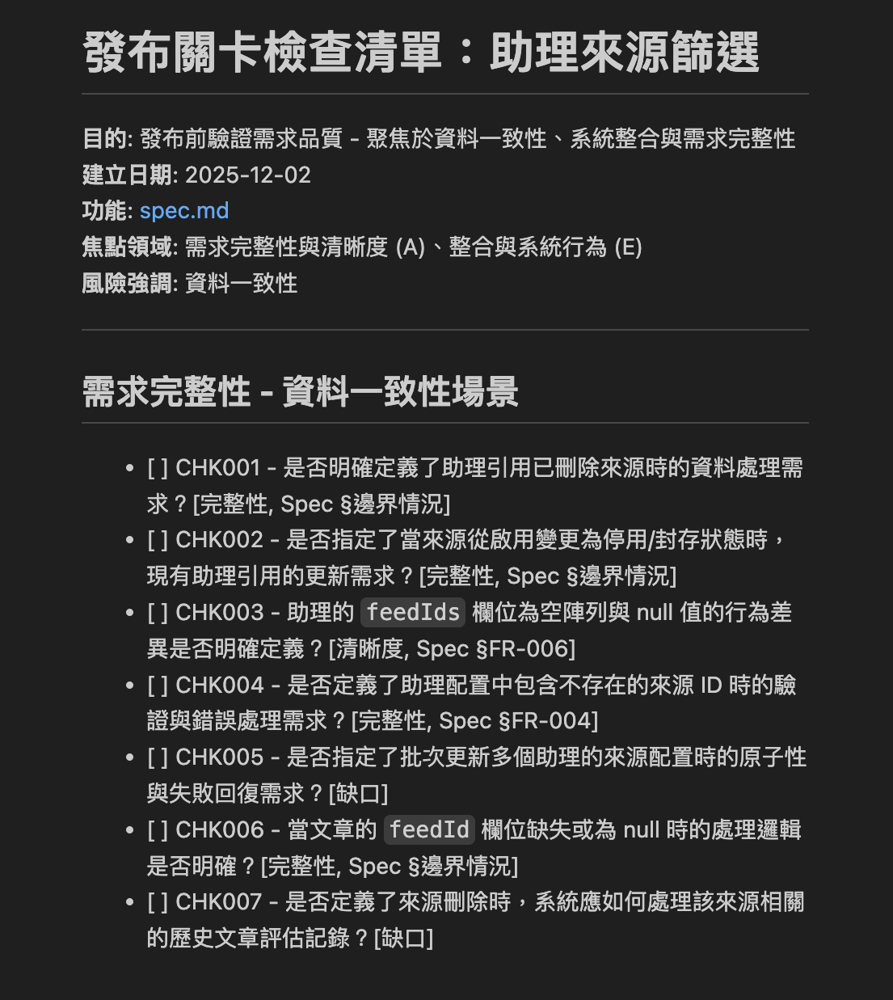 發布關卡檢查清單：助理來源篩選
目的: 發布前驗證需求品質 - 聚焦於資料一致性、系統整合與需求完整性
建立日期: 2025-12-02
功能: spec.md
焦點領域: 需求完整性與清晰度 (A)、整合與系統行為 (E)
風險強調: 資料一致性
需求完整性 - 資料一致性場景
• [ ] CHK001 - 是否明確定義了助理引用已刪除來源時的資料處理需
求？[完整性, Spec §邊界情況]
• [ ] CHK002 - 是否指定了當來源從啟用變更為停用/封存狀態時，
現有助理引用的更新需求？[完整性, Spec §邊界情況]
• [ ] CHK003 - 助理的 feedIds 欄位為空陣列與 null 值的行為差
異是否明確定義？[清晰度, Spec §FR-006]
• [ ] CHK004 - 是否定義了助理配置中包含不存在的來源 ID 時的驗
證與錯誤處理需求？[完整性, Spec §FR-004]
• [ ] CHK005 - 是否指定了批次更新多個助理的來源配置時的原子性
與失敗回復需求？[缺口]
• [ ] CHK006 - 當文章的 feedId 欄位缺失或為 null 時的處理邏輯
是否明確？[完整性, Spec §邊界情況]
• [ ] CHK007 - 是否定義了來源刪除時，系統應如何處理該來源相關
的歷史文章評估記錄？[缺口]